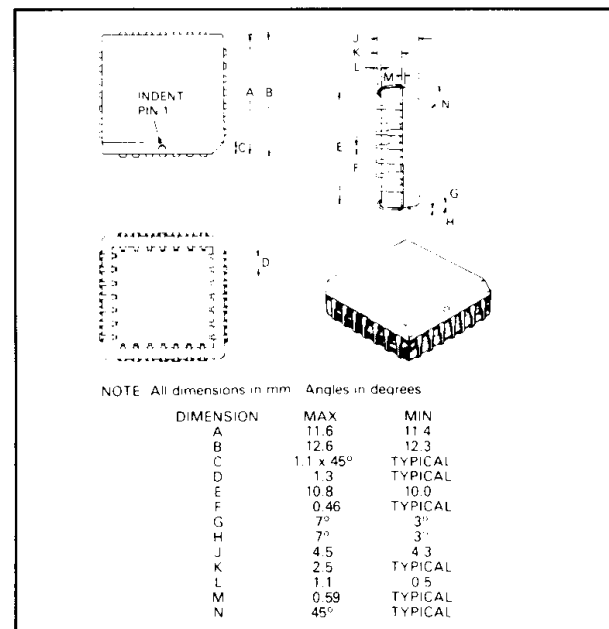 J
K
L
M
A B
INDENT
PIN 1
N
C
E
F
G
H
D
NOTE All dimensions in mm Angles in degrees
DIMENSION MAX MIN
A 11.6 11.4
B 12.6 12.3
C 1.1 x 45° TYPICAL
D 1.3 TYPICAL
E 10.8 10.0
F 0.46 TYPICAL
G 7° 3°
H 7° 3°
J 4.5 4.3
K 2.5 TYPICAL
L 1.1 0.5
M 0.59 TYPICAL
N 45° TYPICAL